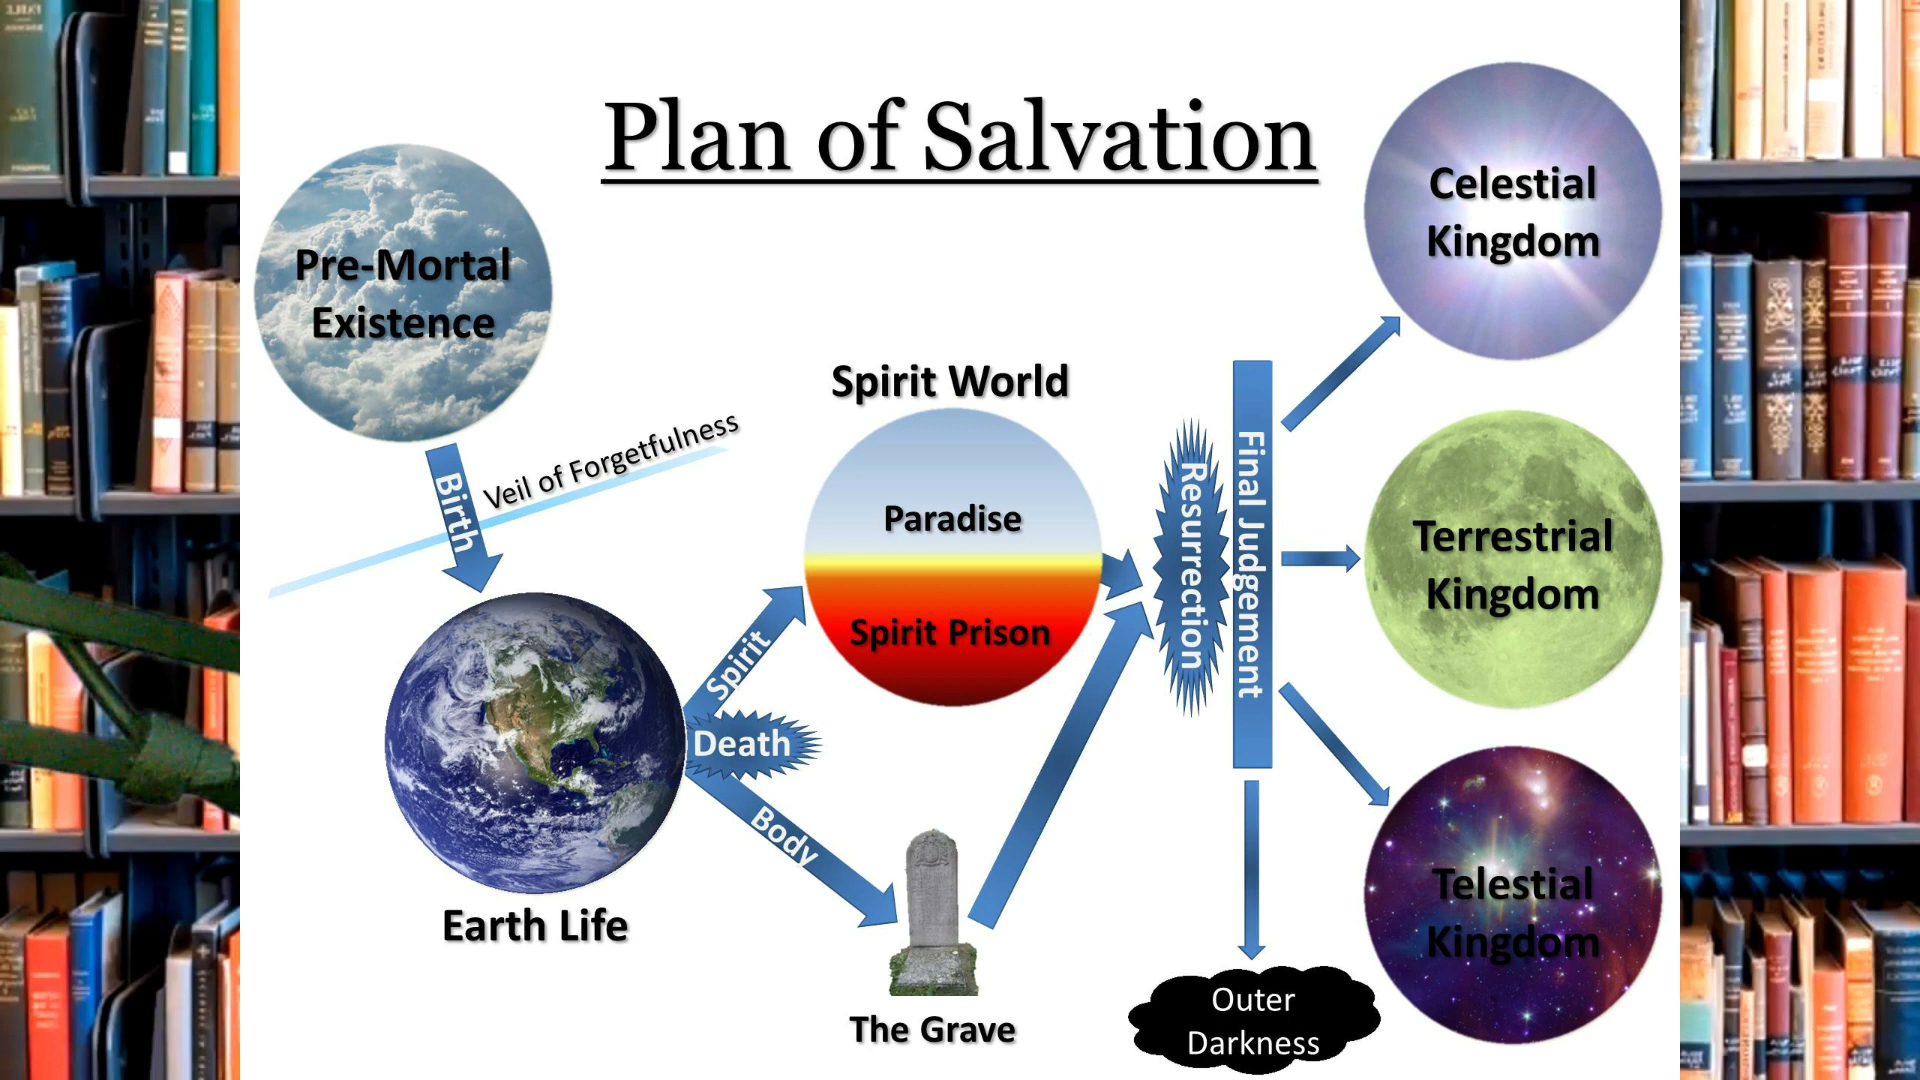 Plan of Salvation
Pre-Mortal
Existence
Birth
Veil of Forgetfulness
Earth Life
Spirit
Death
Body
Spirit World
Paradise
Spirit Prison
The Grave
Resurrection
Final Judgement
Celestial
Kingdom
Terrestrial
Kingdom
Telestial
Kingdom
Outer
Darkness